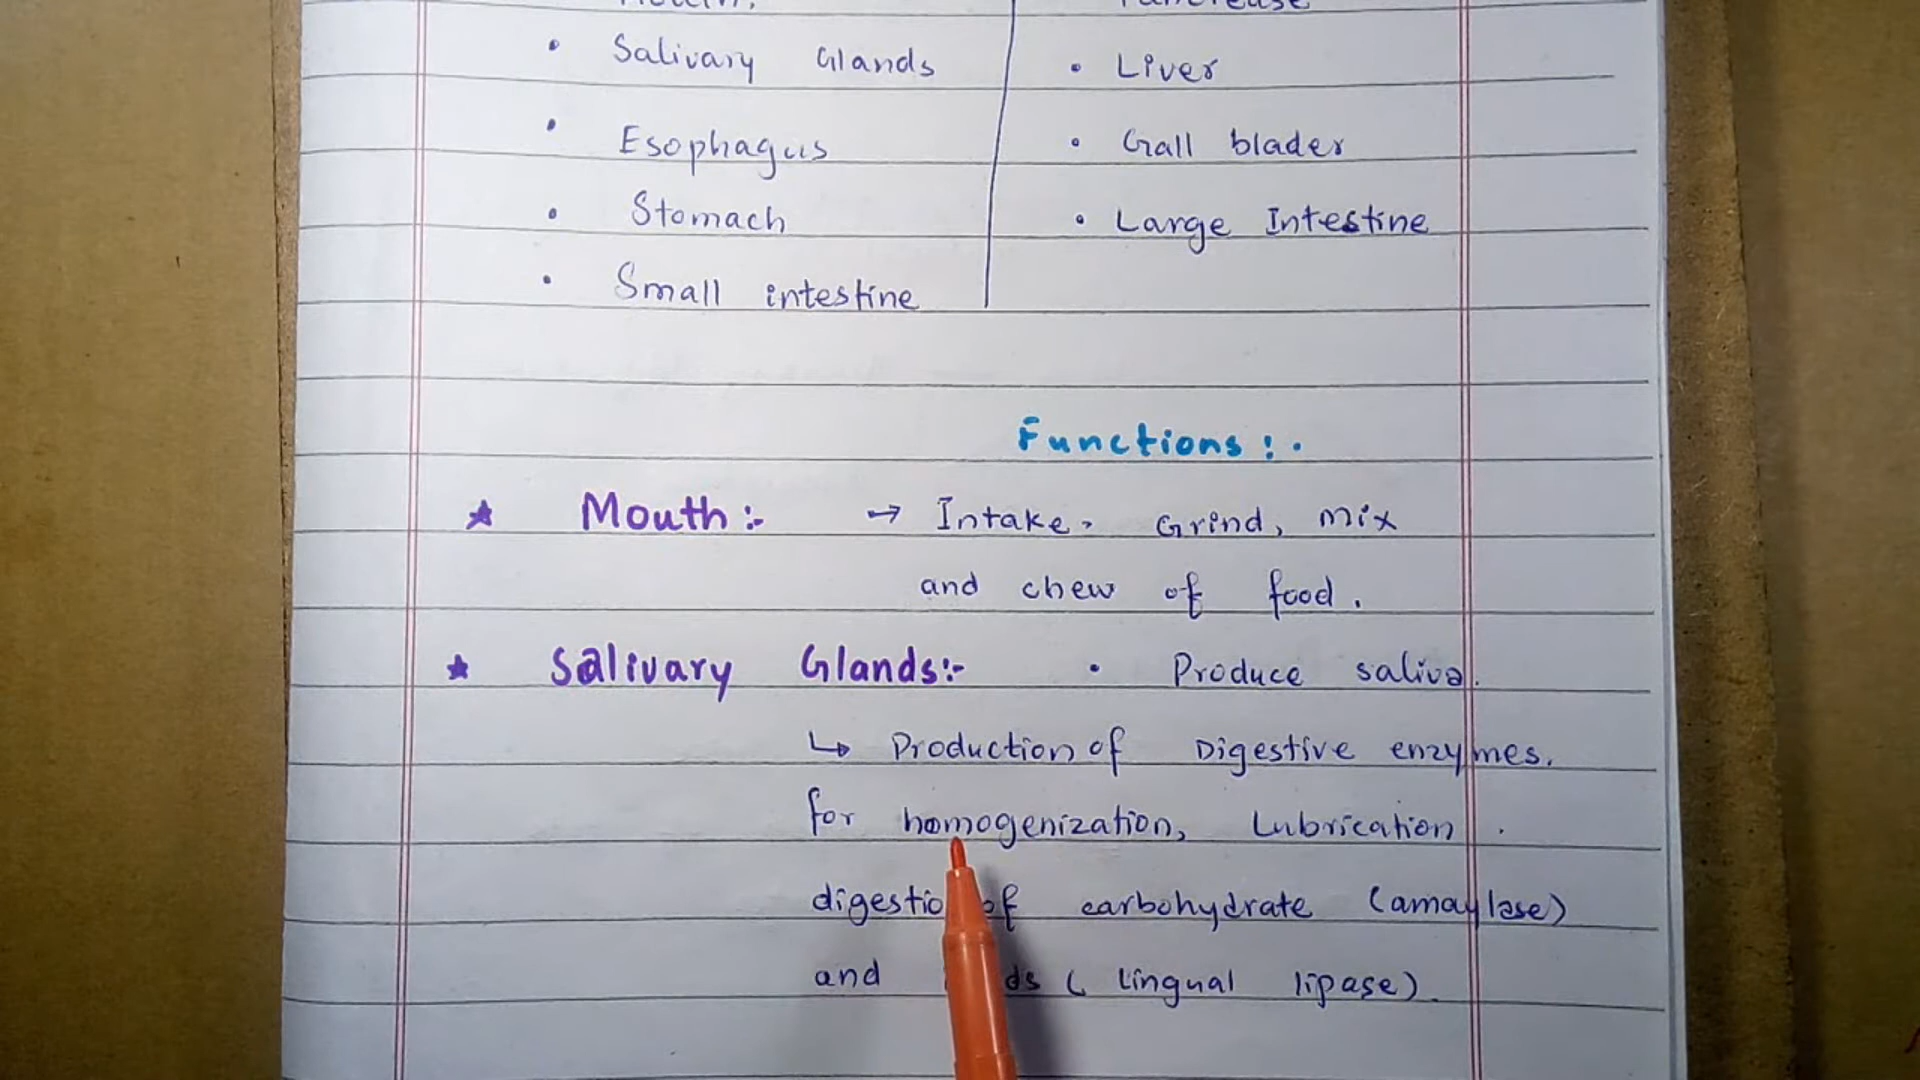 • Salivary Glands
• Esophagus
• Stomach
• Small intestine
• Liver
• Gall blader
• Large Intestine
Functions:.
★ Mouth:- → Intake, Grind, mix
and chew of food.
★ Salivary Glands:- • Produce saliva.
↳ Production of Digestive enzymes.
for homogenization, Lubrication.
digestio of carbohydrate (amaylase)
and ds (lingual lipase).